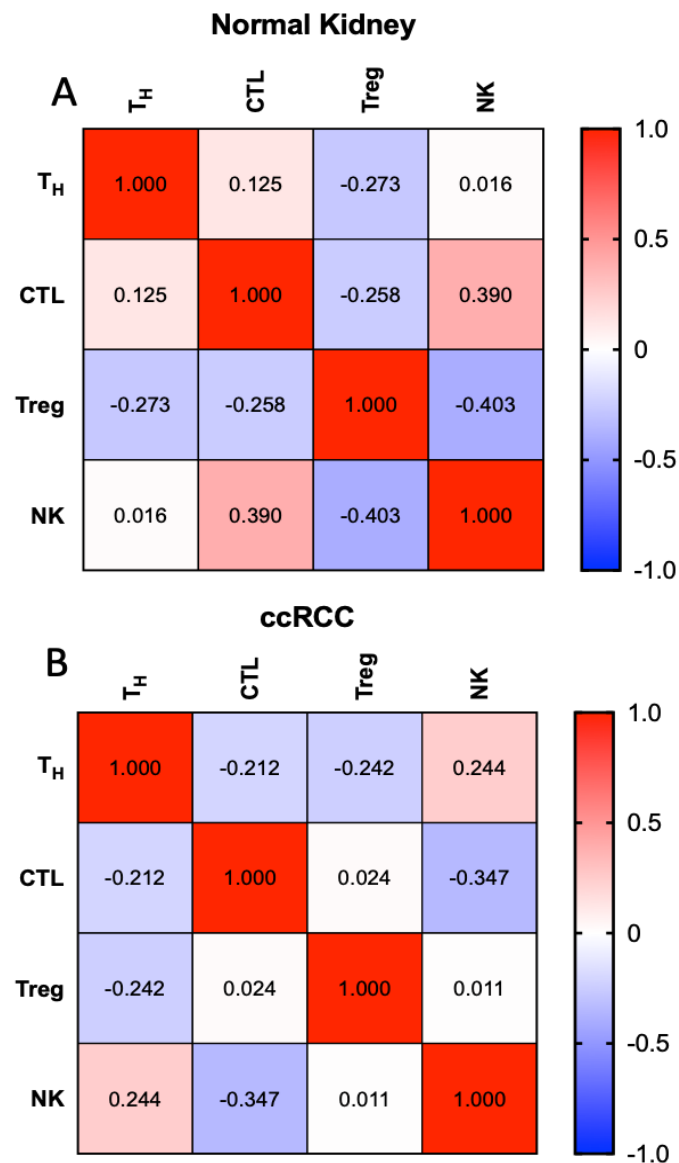 Normal Kidney
A
TH CTL Treg NK
TH 1.000 0.125 -0.273 0.016
CTL 0.125 1.000 -0.258 0.390
Treg -0.273 -0.258 1.000 -0.403
NK 0.016 0.390 -0.403 1.000
1.0
0.5
0
-0.5
-1.0
ccRCC
B
TH CTL Treg NK
TH 1.000 -0.212 -0.242 0.244
CTL -0.212 1.000 0.024 -0.347
Treg -0.242 0.024 1.000 0.011
NK 0.244 -0.347 0.011 1.000
1.0
0.5
0
-0.5
-1.0